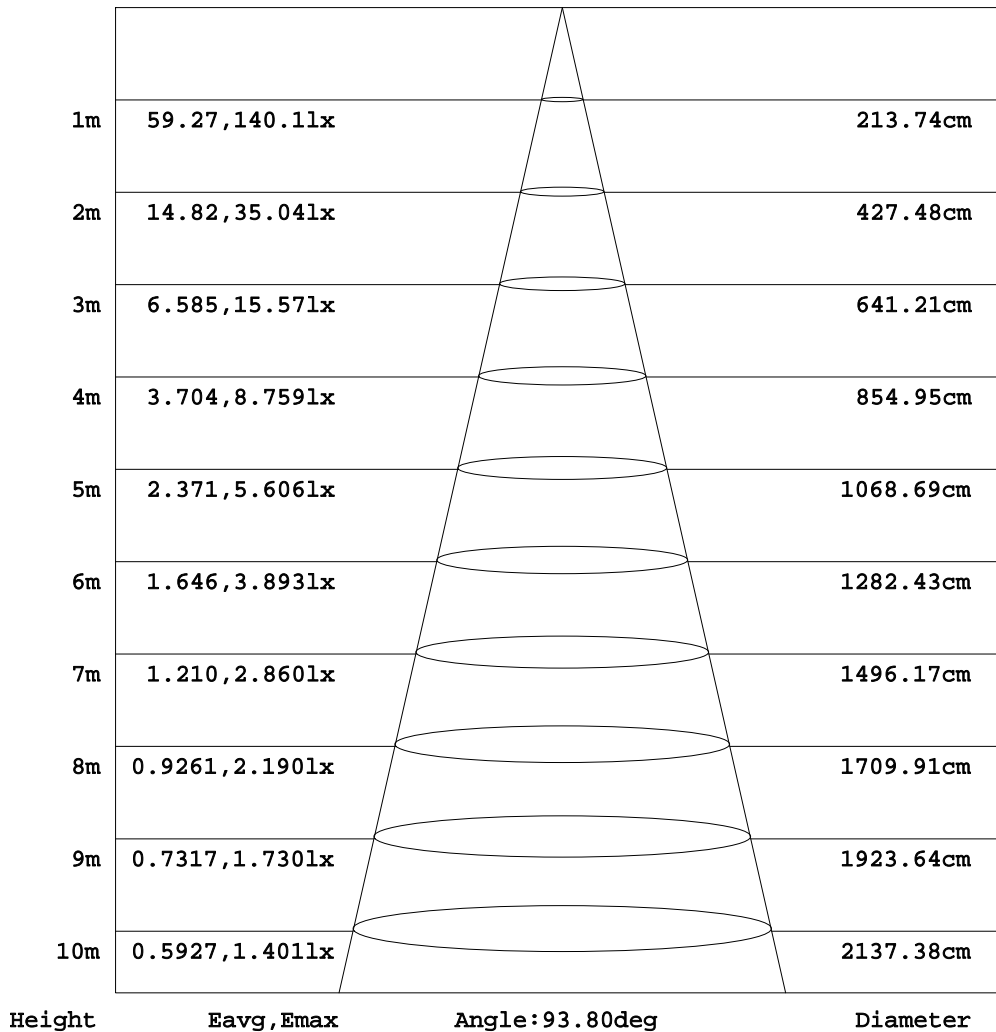 1m 59.27,140.1lx 213.74cm
2m 14.82,35.04lx 427.48cm
3m 6.585,15.57lx 641.21cm
4m 3.704,8.759lx 854.95cm
5m 2.371,5.606lx 1068.69cm
6m 1.646,3.893lx 1282.43cm
7m 1.210,2.860lx 1496.17cm
8m 0.9261,2.190lx 1709.91cm
9m 0.7317,1.730lx 1923.64cm
10m 0.5927,1.401lx 2137.38cm
Height Eavg,Emax Angle:93.80deg Diameter